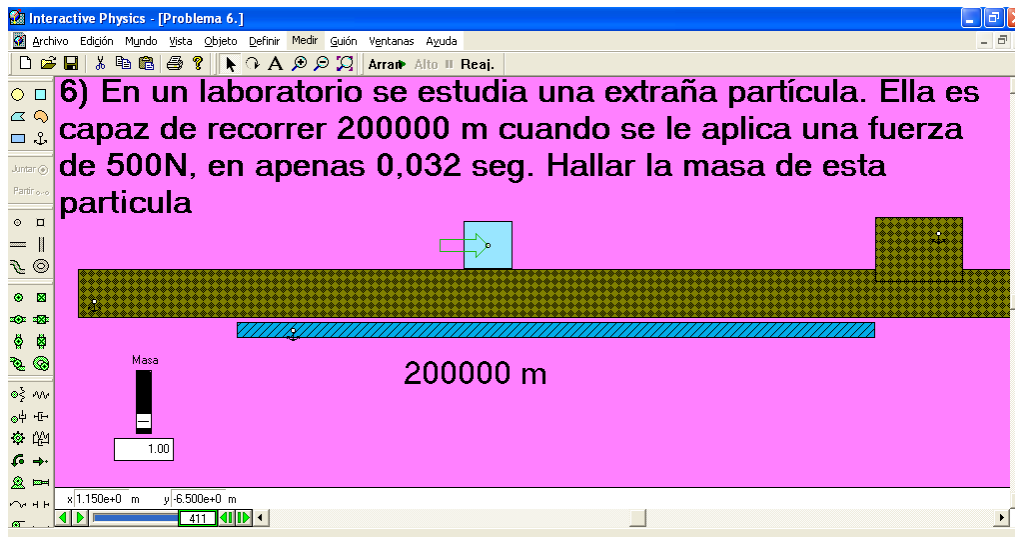 Interactive Physics - [Problema 6.]
Archivo Edición Mundo Vista Objeto Definir Medir Guión Ventanas Ayuda
Arran Alto Reaj.
6) En un laboratorio se estudia una extraña partícula. Ella es
capaz de recorrer 200000 m cuando se le aplica una fuerza
de 500N, en apenas 0,032 seg. Hallar la masa de esta
particula
Juntar
Partir
200000 m
Masa
1.00
x 1.150e+0 m y -6.500e+0 m
411